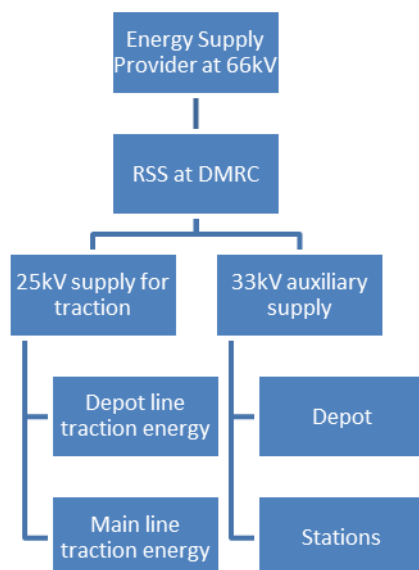 Energy Supply
Provider at 66kV
RSS at DMRC
25kV supply for
traction
33kV auxiliary
supply
Depot line
traction energy
Depot
Main line
traction energy
Stations